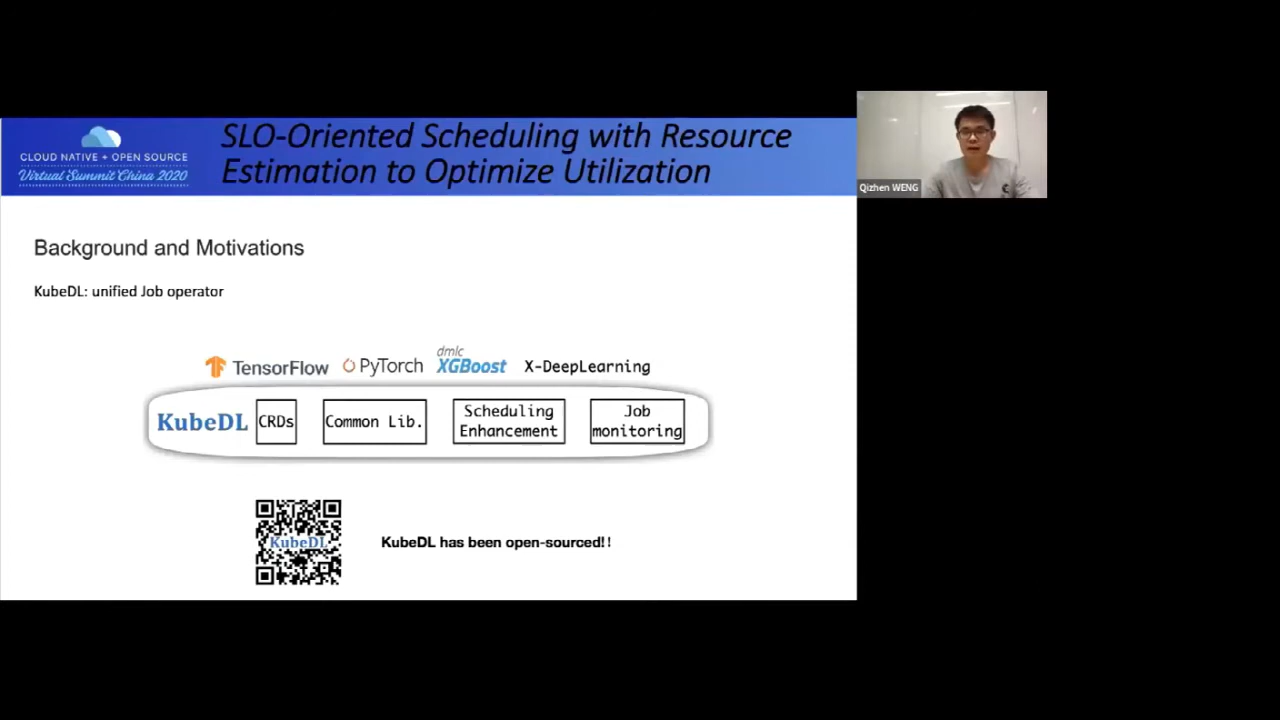 SLO-Oriented Scheduling with Resource
Estimation to Optimize Utilization
CLOUD NATIVE + OPEN SOURCE
Virtual Summit China 2020
Qizhen WENG
Background and Motivations
KubeDL: unified Job operator
TensorFlow
PyTorch
dmlc
XGBoost
X-DeepLearning
KubeDL
CRDs
Common Lib.
Scheduling
Enhancement
Job
monitoring
KubeDL
KubeDL has been open-sourced!!